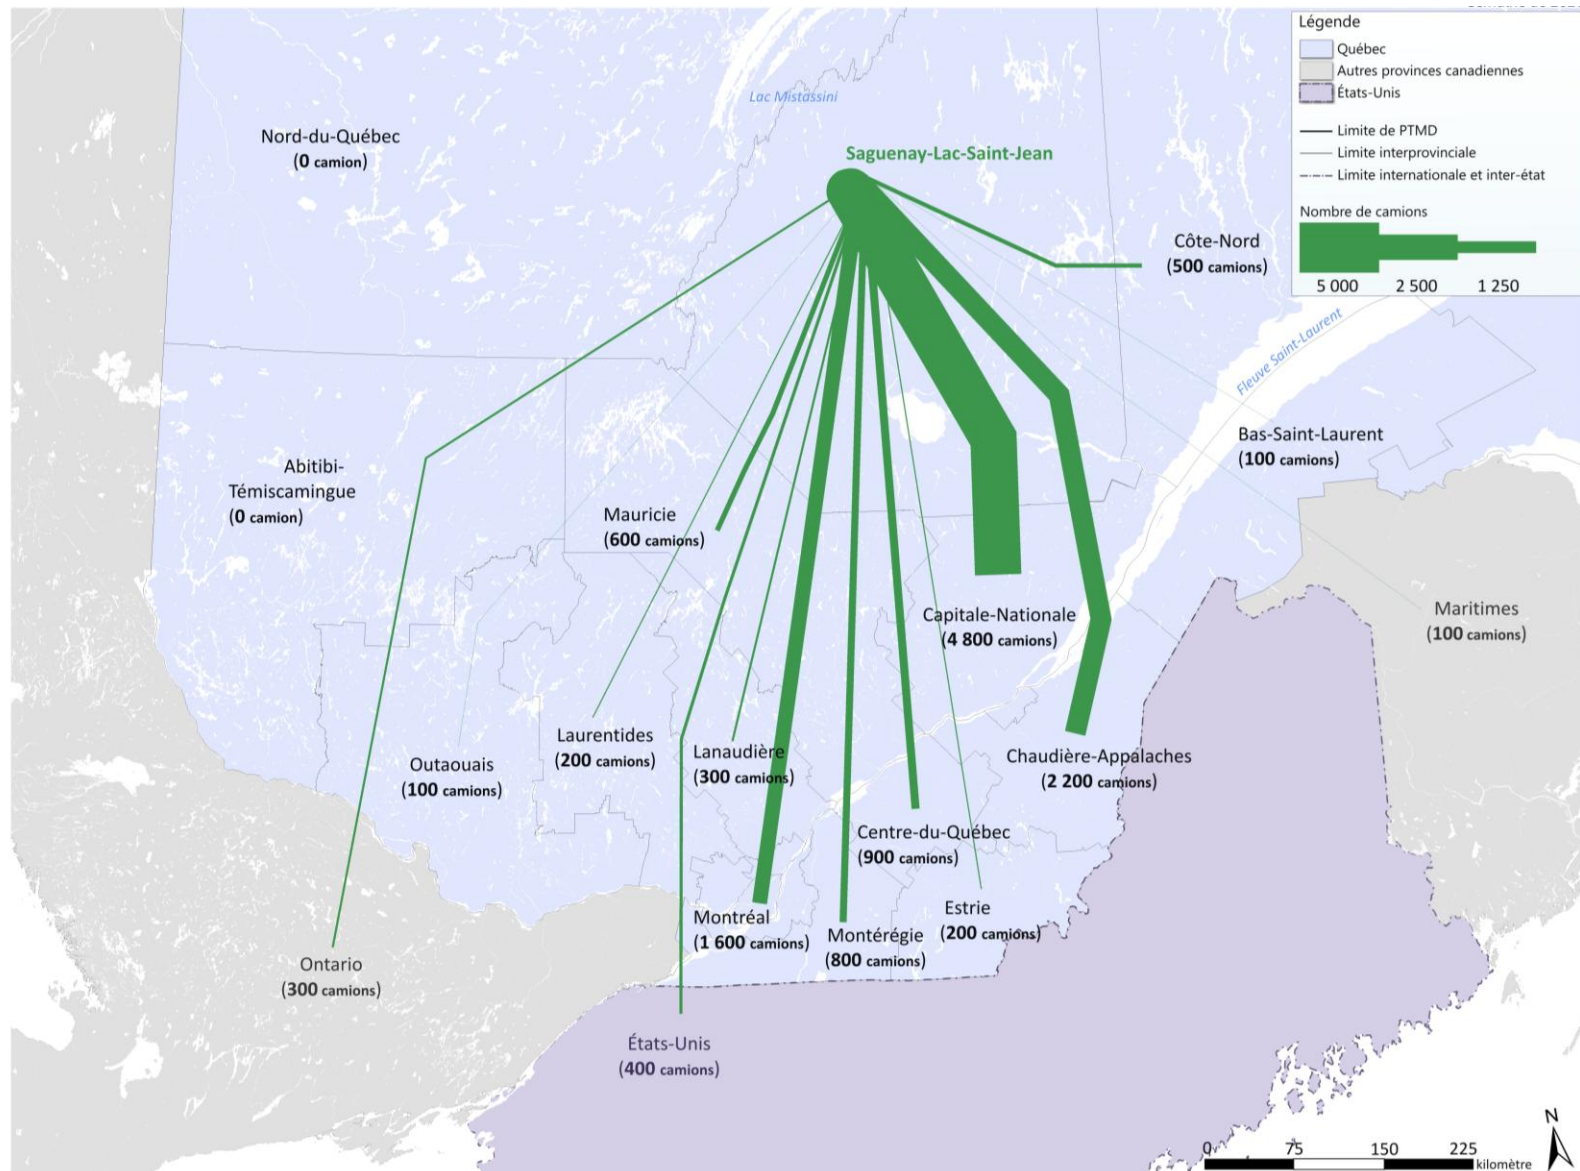 Légende
Québec
Autres provinces canadiennes
États-Unis
Limite de PTMD
Limite interprovinciale
Limite internationale et inter-état
Nombre de camions
5 000 2 500 1 250
Lac Mistassini
Nord-du-Québec
(0 camion)
Saguenay-Lac-Saint-Jean
Côte-Nord
(500 camions)
Fleuve Saint-Laurent
Bas-Saint-Laurent
(100 camions)
Abitibi-
Témiscamingue
(0 camion)
Mauricie
(600 camions)
Capitale-Nationale
(4 800 camions)
Maritimes
(100 camions)
Laurentides
(200 camions)
Lanaudière
(300 camions)
Outaouais
(100 camions)
Chaudière-Appalaches
(2 200 camions)
Centre-du-Québec
(900 camions)
Montréal
(1 600 camions)
Montérégie
(800 camions)
Estrie
(200 camions)
Ontario
(300 camions)
États-Unis
(400 camions)
N
0 75 150 225
kilomètre